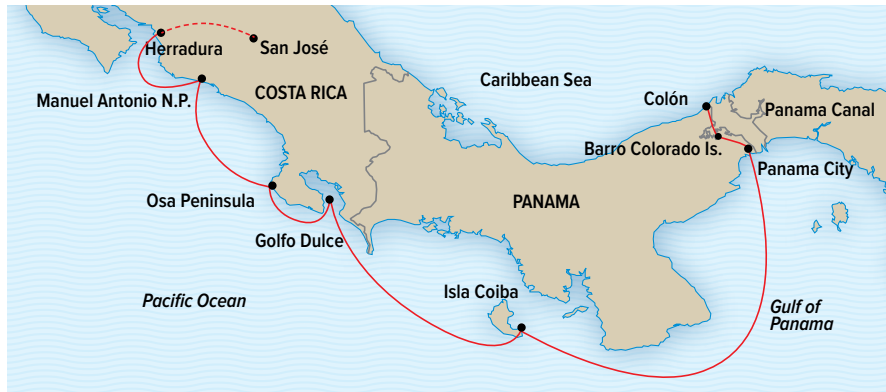 Herradura
San José
Caribbean Sea
COSTA RICA
Manuel Antonio N.P.
Colón
Panama Canal
Barro Colorado Is.
Panama City
Osa Peninsula
PANAMA
Golfo Dulce
Isla Coiba
Pacific Ocean
Gulf of
Panama